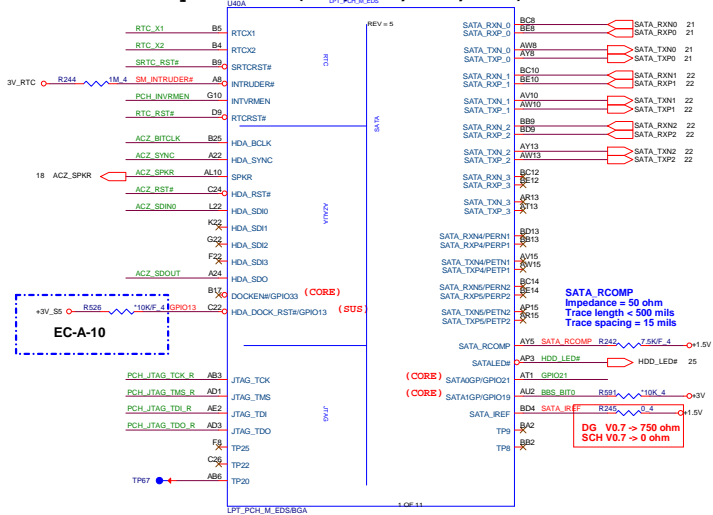 U40A
LPT_PCH_M_EDS
REV = 5
RTC_X1 B5 RTCX1
RTC_X2 B4 RTCX2
SRTC_RST# B9 SRTCRST#
3V_RTC R244 1M_4 SM_INTRUDER# A8 INTRUDER#
PCH_INVRMEN G10 INTVRMEN
RTC_RST# D9 RTCRST#
RTC
ACZ_BITCLK B25 HDA_BCLK
ACZ_SYNC A22 HDA_SYNC
18 ACZ_SPKR ACZ_SPKR AL10 SPKR
ACZ_RST# C24 HDA_RST#
ACZ_SDIN0 L22 HDA_SDI0
K22 HDA_SDI1
G22 HDA_SDI2
F22 HDA_SDI3
ACZ_SDOUT A24 HDA_SDO
B17 DOCKEN#/GPIO33 (CORE)
+3V_S5 R526 *10K/F_4 GPIO13 C22 HDA_DOCK_RST#/GPIO13 (SUS)
EC-A-10
AZALIA
PCH_JTAG_TCK_R AB3 JTAG_TCK
PCH_JTAG_TMS_R AD1 JTAG_TMS
PCH_JTAG_TDI_R AE2 JTAG_TDI
PCH_JTAG_TDO_R AD3 JTAG_TDO
F8 TP25
C26 TP22
TP67 AB6 TP20
JTAG
SATA
SATA_RXN_0 BC8 SATA_RXN0 21
SATA_RXP_0 BE8 SATA_RXP0 21
SATA_TXN_0 AW8 SATA_TXN0 21
SATA_TXP_0 AY8 SATA_TXP0 21
SATA_RXN_1 BC10 SATA_RXN1 22
SATA_RXP_1 BE10 SATA_RXP1 22
SATA_TXN_1 AV10 SATA_TXN1 22
SATA_TXP_1 AW10 SATA_TXP1 22
SATA_RXN_2 BB9 SATA_RXN2 22
SATA_RXP_2 BD9 SATA_RXP2 22
SATA_TXN_2 AY13 SATA_TXN2 22
SATA_TXP_2 AW13 SATA_TXP2 22
SATA_RXN_3 BC12
SATA_RXP_3 BE12
SATA_TXN_3 AR13
SATA_TXP_3 AT13
SATA_RXN4/PERN1 BD13
SATA_RXP4/PERP1 BB13
SATA_TXN4/PETN1 AV15
SATA_TXP4/PETP1 AW15
SATA_RXN5/PERN2 BC14
SATA_RXP5/PERP2 BE14
SATA_TXN5/PETN2 AP15
SATA_TXP5/PETP2 AR15
SATA_RCOMP
Impedance = 50 ohm
Trace length < 500 mils
Trace spacing = 15 mils
SATA_RCOMP AY5 SATA_RCOMP R242 7.5K/F_4 +1.5V
SATALED# AP3 HDD_LED# HDD_LED# 25
(CORE) SATA0GP/GPIO21 AT1 GPIO21
(CORE) SATA1GP/GPIO19 AU2 BBS_BIT0 R591 *10K_4 +3V
SATA_IREF BD4 SATA_IREF R245 0_4 +1.5V
TP9 BA2
TP8 BB2
DG V0.7 -> 750 ohm
SCH V0.7 -> 0 ohm
LPT_PCH_M_EDS/BGA
1 OF 11